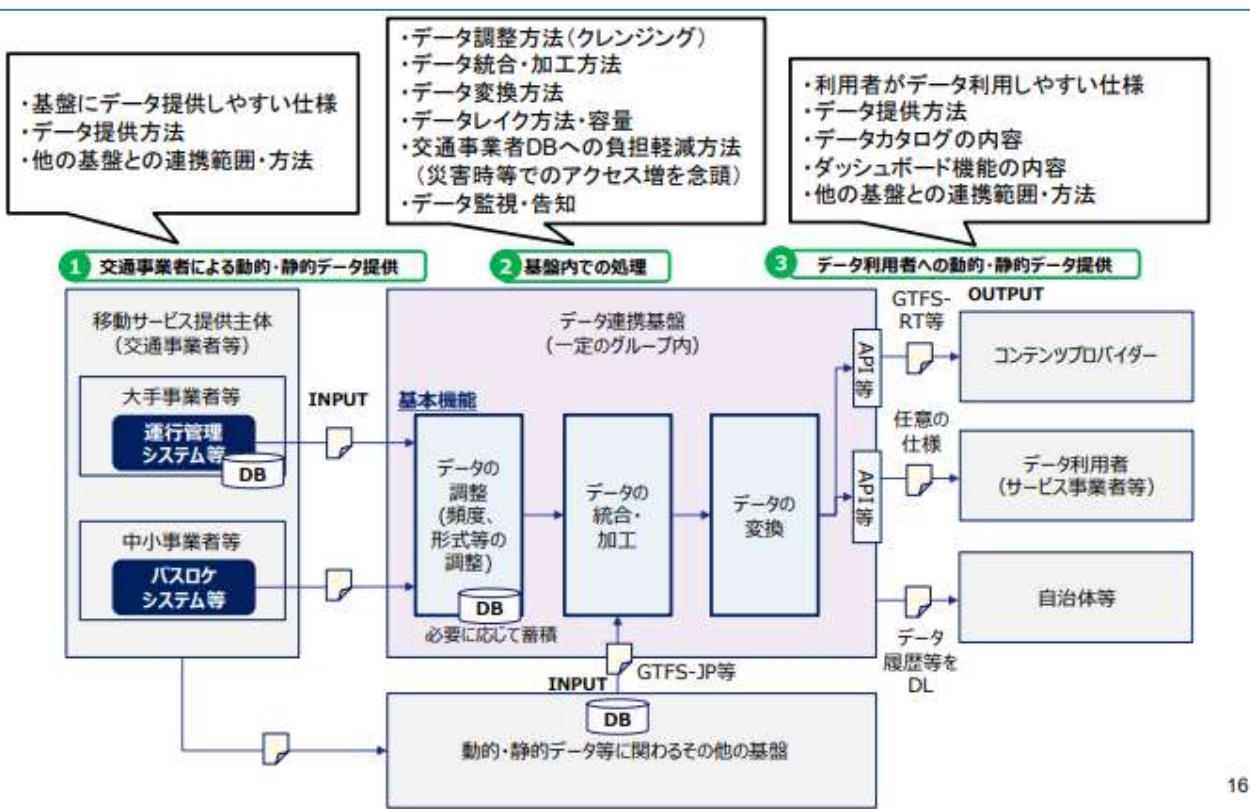 ・基盤にデータ提供しやすい仕様
・データ提供方法
・他の基盤との連携範囲・方法
・データ調整方法（クレンジング）
・データ統合・加工方法
・データ変換方法
・データレイク方法・容量
・交通事業者DBへの負担軽減方法
（災害時等でのアクセス増を念頭）
・データ監視・告知
・利用者がデータ利用しやすい仕様
・データ提供方法
・データカタログの内容
・ダッシュボード機能の内容
・他の基盤との連携範囲・方法
1 交通事業者による動的・静的データ提供
2 基盤内での処理
3 データ利用者への動的・静的データ提供
移動サービス提供主体
（交通事業者等）
大手事業者等
運行管理
システム等
DB
中小事業者等
バスロケ
システム等
INPUT
データ連携基盤
（一定のグループ内）
基本機能
データの
調整
(頻度、
形式等の
調整)
DB
必要に応じて蓄積
データの
統合・
加工
データの
変換
API等
API等
GTFS-
RT等
OUTPUT
コンテンツプロバイダー
任意の
仕様
データ利用者
（サービス事業者等）
自治体等
データ
履歴等を
DL
INPUT
GTFS-JP等
DB
動的・静的データ等に関わるその他の基盤
16